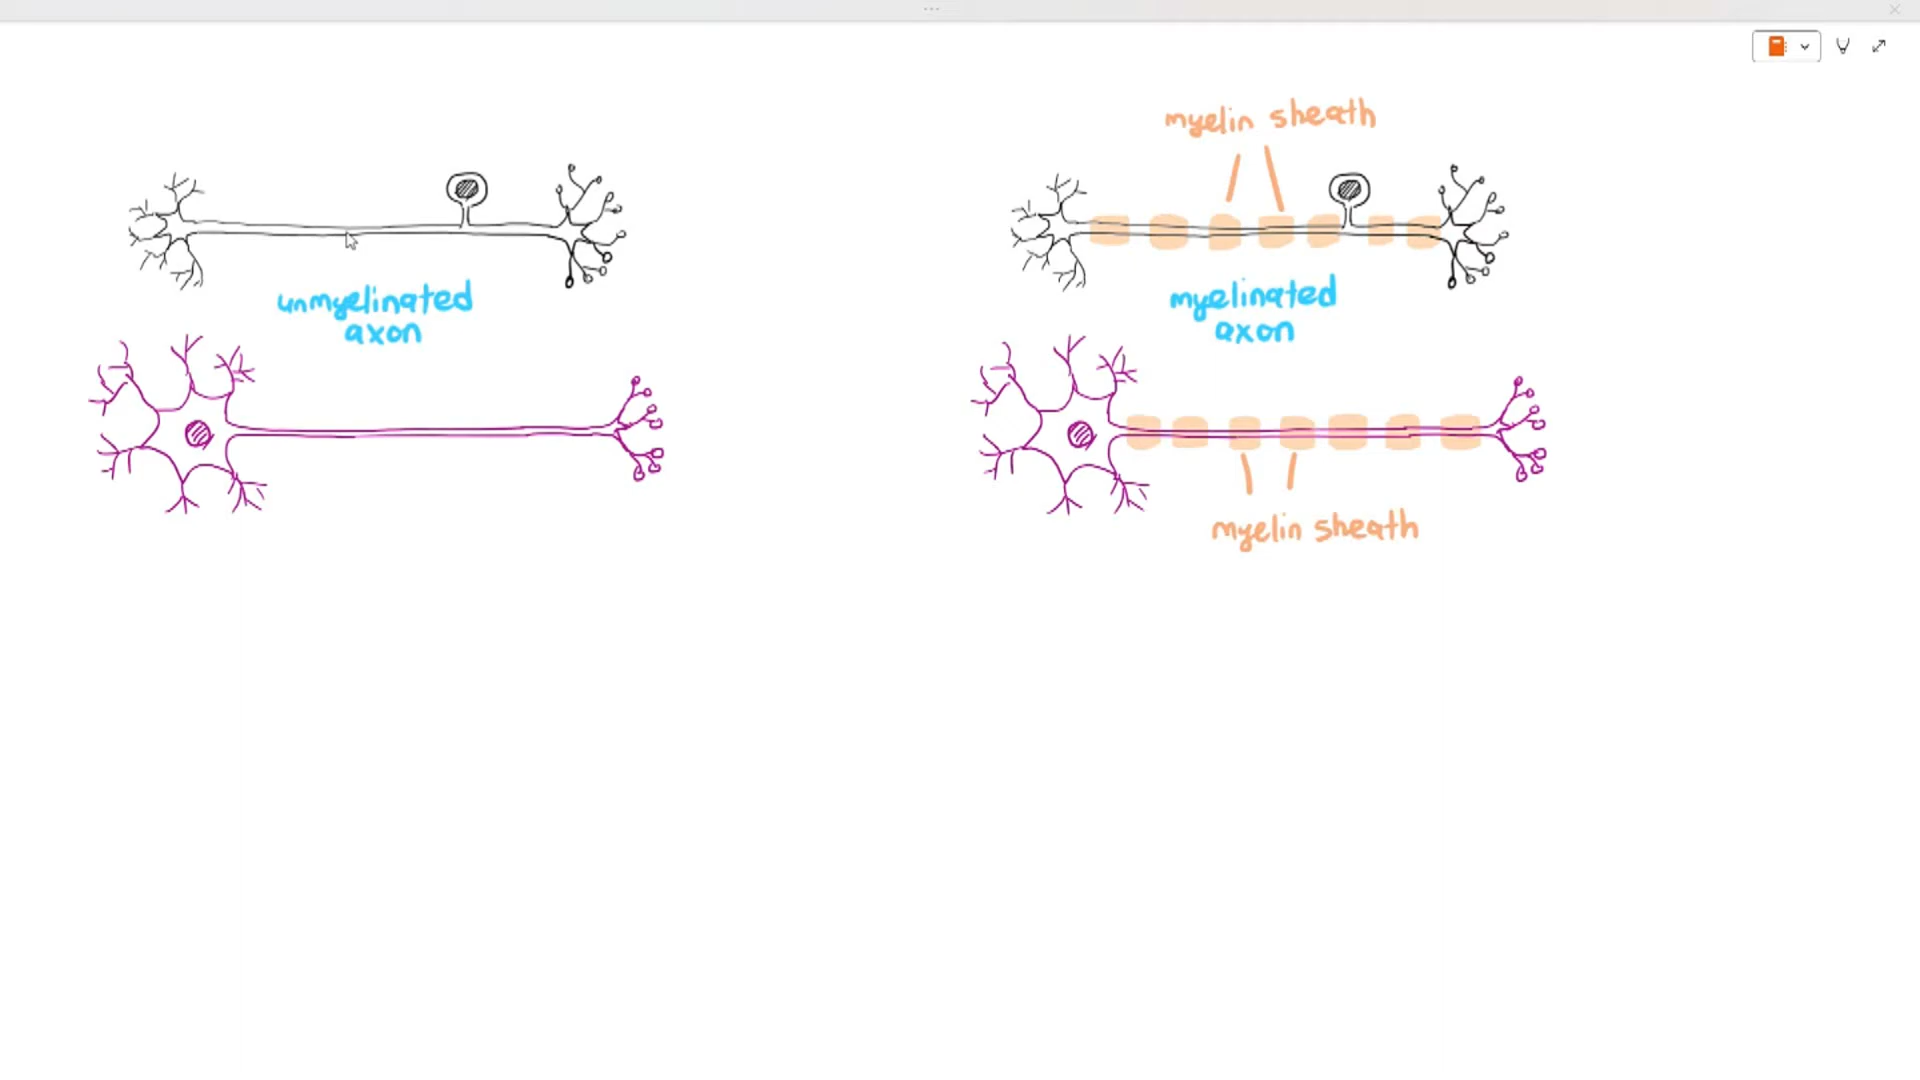 myelin sheath
unmyelinated
axon
myelinated
axon
myelin sheath